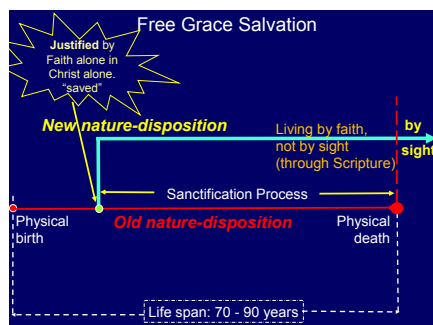 Free Grace Salvation
Justified by
Faith alone in
Christ alone.
“saved”
New nature-disposition
Living by faith,
not by sight
(through Scripture)
by
sight
Sanctification Process
Physical
birth
Old nature-disposition
Physical
death
Life span: 70 - 90 years